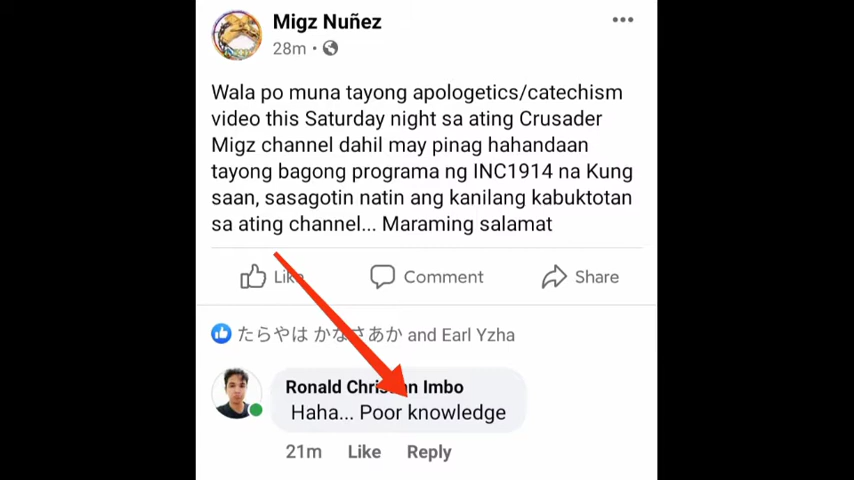 Migz Nuñez
28m
Wala po muna tayong apologetics/catechism
video this Saturday night sa ating Crusader
Migz channel dahil may pinag hahandaan
tayong bagong programa ng INC1914 na Kung
saan, sasagotin natin ang kanilang kabuktotan
sa ating channel... Maraming salamat
Like Comment Share
たらやは かなさあか and Earl Yzha
Ronald Christian Imbo
Haha... Poor knowledge
21m Like Reply